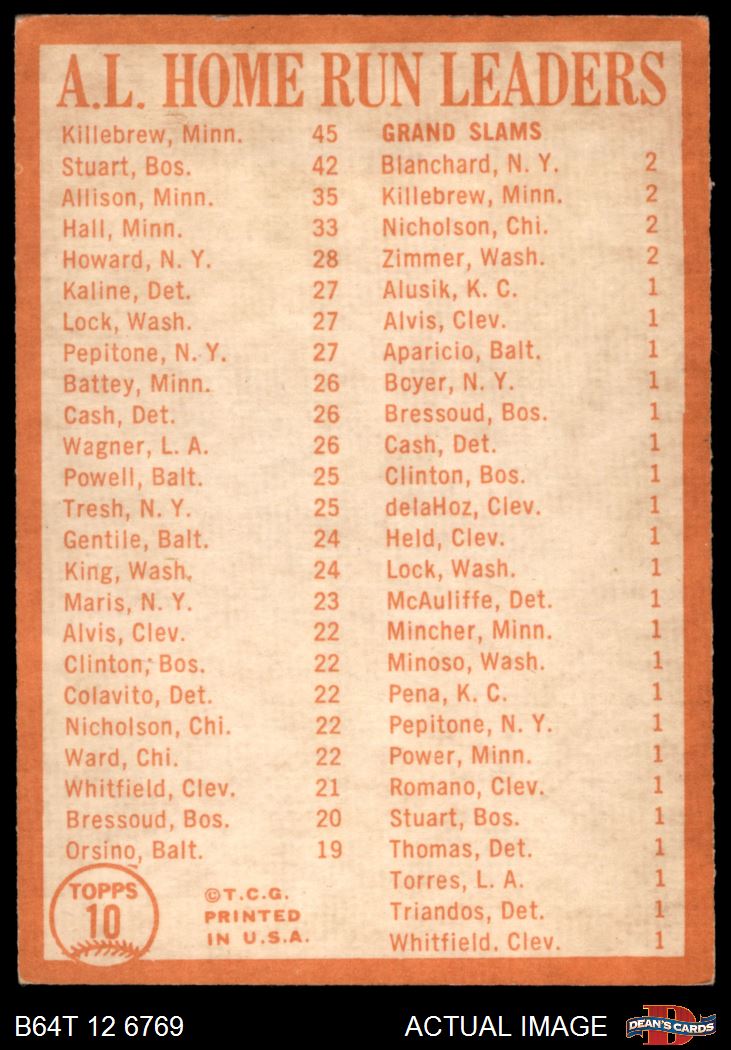 A.L. HOME RUN LEADERS
Killebrew, Minn. 45
Stuart, Bos. 42
Allison, Minn. 35
Hall, Minn. 33
Howard, N. Y. 28
Kaline, Det. 27
Lock, Wash. 27
Pepitone, N. Y. 27
Battey, Minn. 26
Cash, Det. 26
Wagner, L. A. 26
Powell, Balt. 25
Tresh, N. Y. 25
Gentile, Balt. 24
King, Wash. 24
Maris, N. Y. 23
Alvis, Clev. 22
Clinton, Bos. 22
Colavito, Det. 22
Nicholson, Chi. 22
Ward, Chi. 22
Whitfield, Clev. 21
Bressoud, Bos. 20
Orsino, Balt. 19
GRAND SLAMS
Blanchard, N. Y. 2
Killebrew, Minn. 2
Nicholson, Chi. 2
Zimmer, Wash. 2
Alusik, K. C. 1
Alvis, Clev. 1
Aparicio, Balt. 1
Boyer, N. Y. 1
Bressoud, Bos. 1
Cash, Det. 1
Clinton, Bos. 1
delaHoz, Clev. 1
Held, Clev. 1
Lock, Wash. 1
McAuliffe, Det. 1
Mincher, Minn. 1
Minoso, Wash. 1
Pena, K. C. 1
Pepitone, N. Y. 1
Power, Minn. 1
Romano, Clev. 1
Stuart, Bos. 1
Thomas, Det. 1
Torres, L. A. 1
Triandos, Det. 1
Whitfield. Clev. 1
TOPPS
10
©T.C.G.
PRINTED
IN U.S.A.
B64T 12 6769
ACTUAL IMAGE
D
DEAN'S CARDS